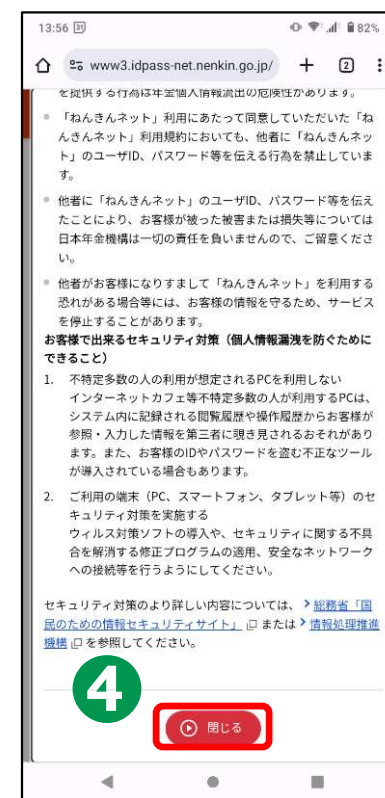 13:56 31 82%
www3.idpass-net.nenkin.go.jp/ + 2
を提供する行為は年金個人情報流出の危険性があります。
「ねんきんネット」利用にあたって同意していただいた「ね
んきんネット」利用規約においても、他者に「ねんきんネッ
ト」のユーザID、パスワード等を伝える行為を禁止していま
す。
他者に「ねんきんネット」のユーザID、パスワード等を伝え
たことにより、お客様が被った被害または損失等については
日本年金機構は一切の責任を負いませんので、ご留意くださ
い。
他者がお客様になりすまして「ねんきんネット」を利用する
恐れがある場合等には、お客様の情報を守るため、サービス
を停止することがあります。
お客様で出来るセキュリティ対策（個人情報漏洩を防ぐために
できること）
1. 不特定多数の人の利用が想定されるPCを利用しない
インターネットカフェ等不特定多数の人が利用するPCは、
システム内に記録される閲覧履歴や操作履歴からお客様が
参照・入力した情報を第三者に覗き見されるおそれがあり
ます。また、お客様のIDやパスワードを盗む不正なツール
が導入されている場合もあります。
2. ご利用の端末（PC、スマートフォン、タブレット等）のセ
キュリティ対策を実施する
ウィルス対策ソフトの導入や、セキュリティに関する不具
合を解消する修正プログラムの適用、安全なネットワーク
への接続等を行うようにしてください。
セキュリティ対策のより詳しい内容については、総務省「国
民のための情報セキュリティサイト」または情報処理推進
機構を参照してください。
4
閉じる